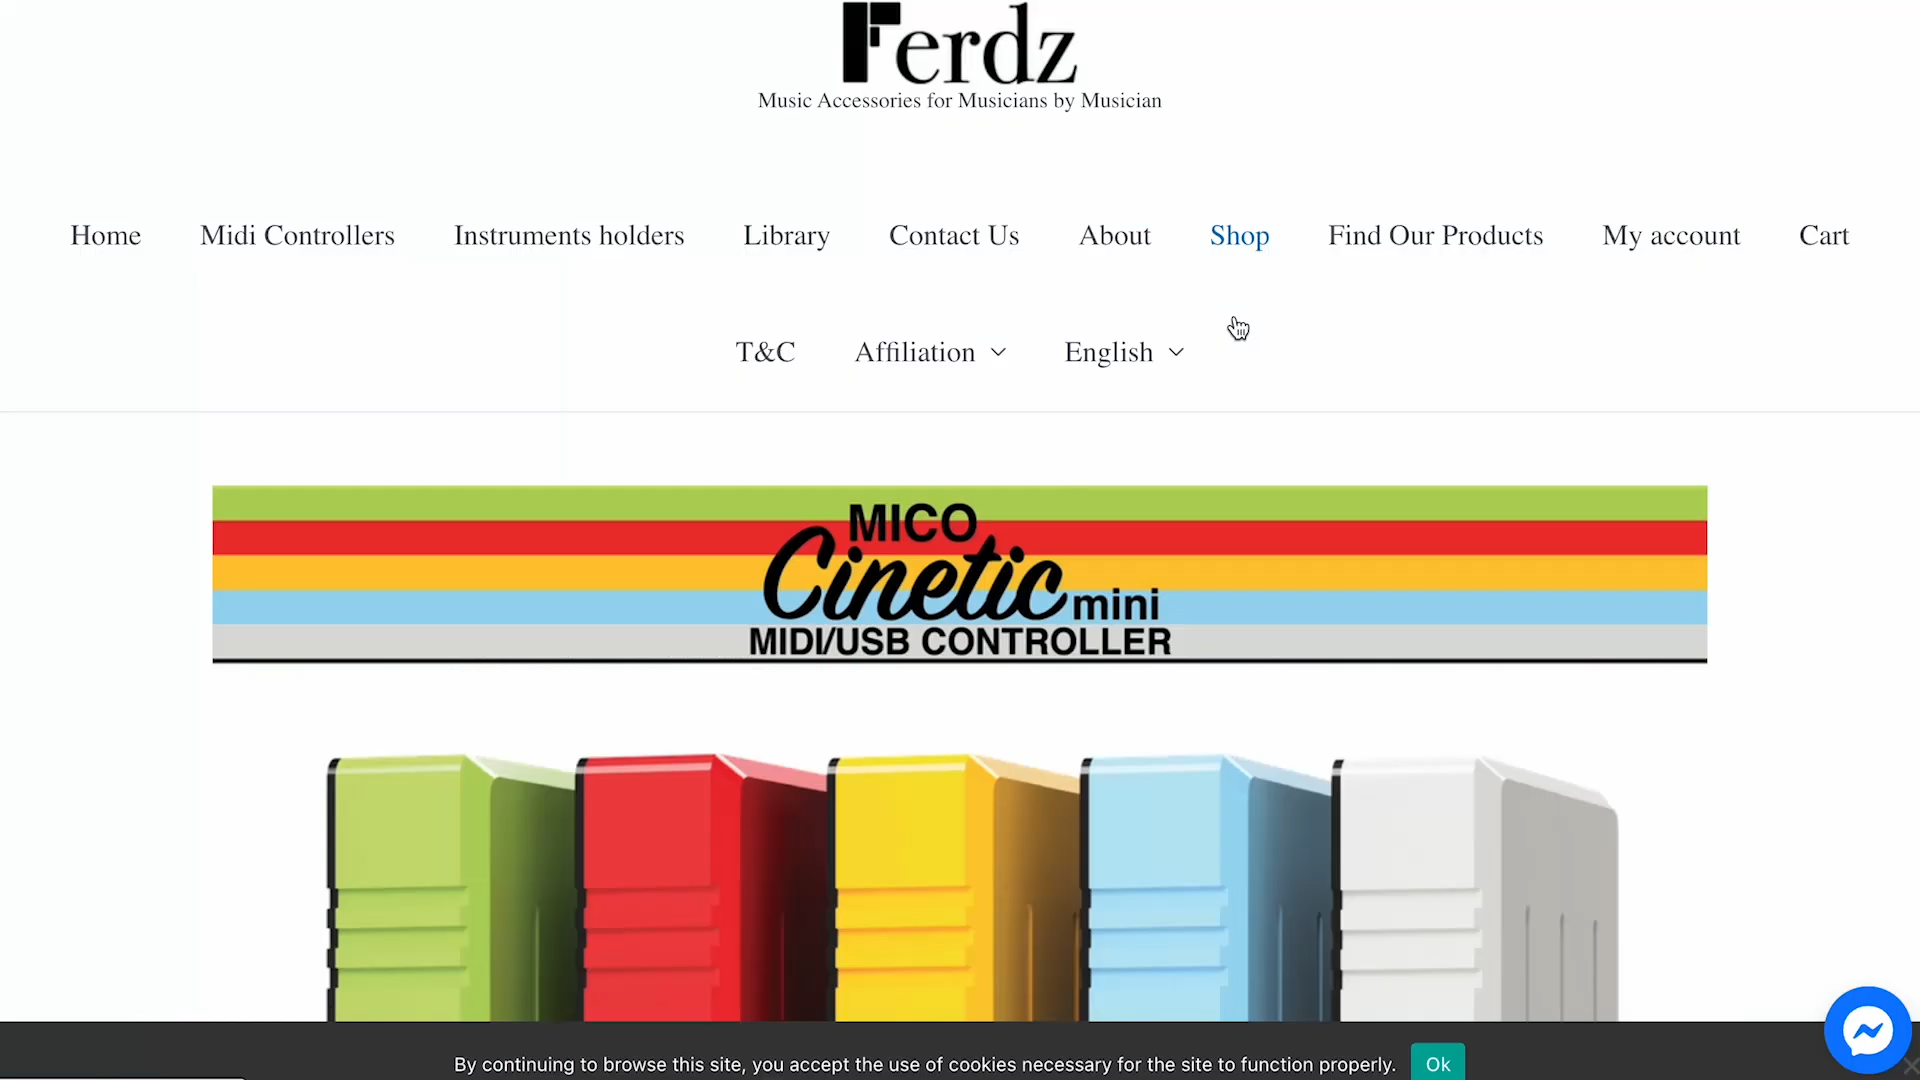 Ferdz
Music Accessories for Musicians by Musician
Home Midi Controllers Instruments holders Library Contact Us About Shop Find Our Products My account Cart
T&C Affiliation English
MICO
Cinetic mini
MIDI/USB CONTROLLER
By continuing to browse this site, you accept the use of cookies necessary for the site to function properly. Ok